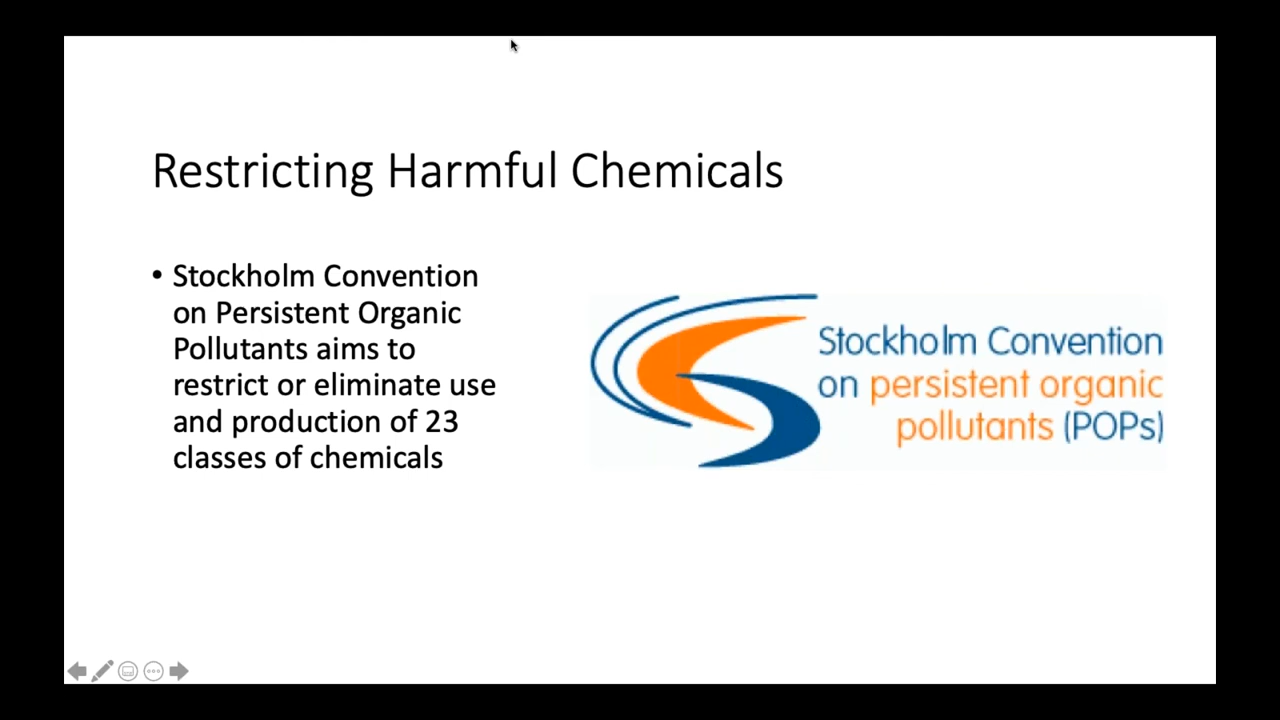 Restricting Harmful Chemicals
• Stockholm Convention
on Persistent Organic
Pollutants aims to
restrict or eliminate use
and production of 23
classes of chemicals
Stockholm Convention
on persistent organic
pollutants (POPs)